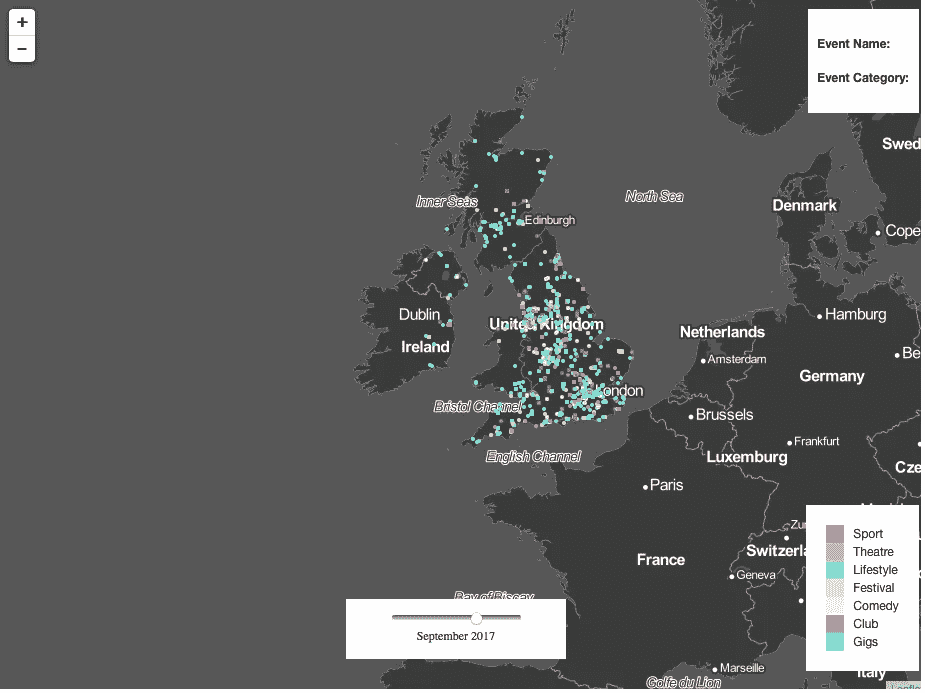 +
−
Event Name:
Event Category:
Swed
North Sea
Inner Seas
Denmark
Edinburgh
Cope
Dublin
Hamburg
United Kingdom
Netherlands
Ireland
Be
Amsterdam
Germany
London
Bristol Channel
Brussels
Frankfurt
English Channel
Luxemburg
Cze
Paris
Zu
Switzerla
France
Geneva
Bay of Biscay
Sport
Theatre
Lifestyle
Festival
Comedy
Club
Gigs
September 2017
Marseille
Italy
Golfe du Lion